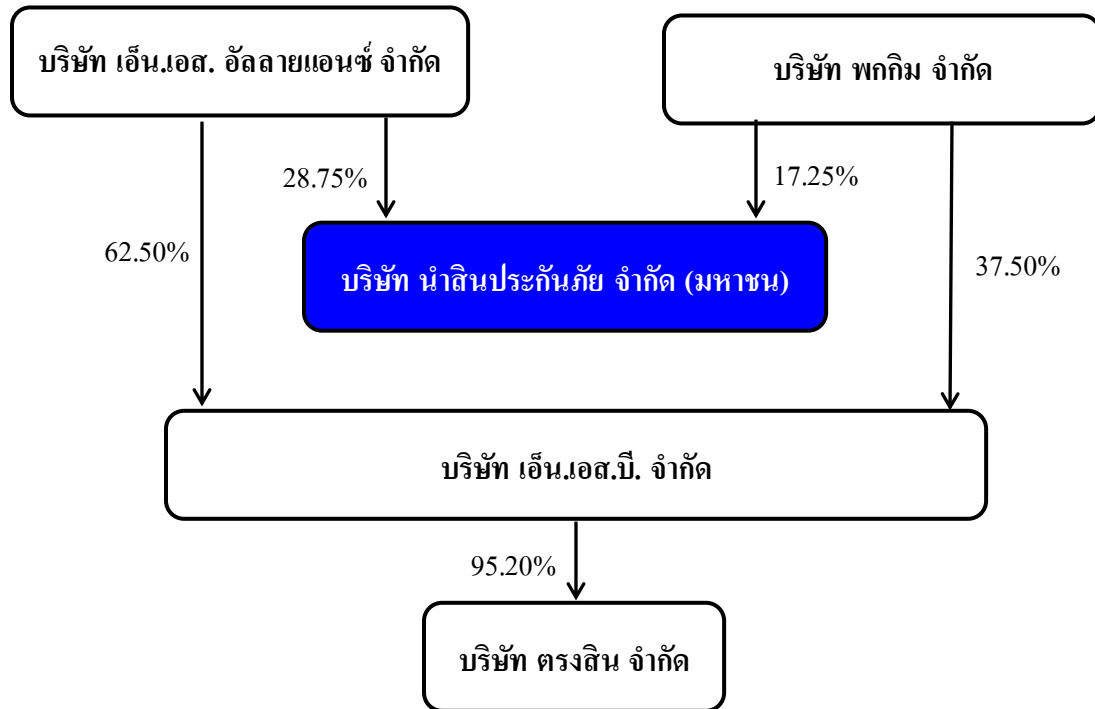 บริษัท เอ็น.เอส. อัลลายแอนซ์ จำกัด
บริษัท พกกิม จำกัด
28.75%
17.25%
62.50%
37.50%
บริษัท นำสินประกันภัย จำกัด (มหาชน)
บริษัท เอ็น.เอส.บี. จำกัด
95.20%
บริษัท ตรงสิน จำกัด